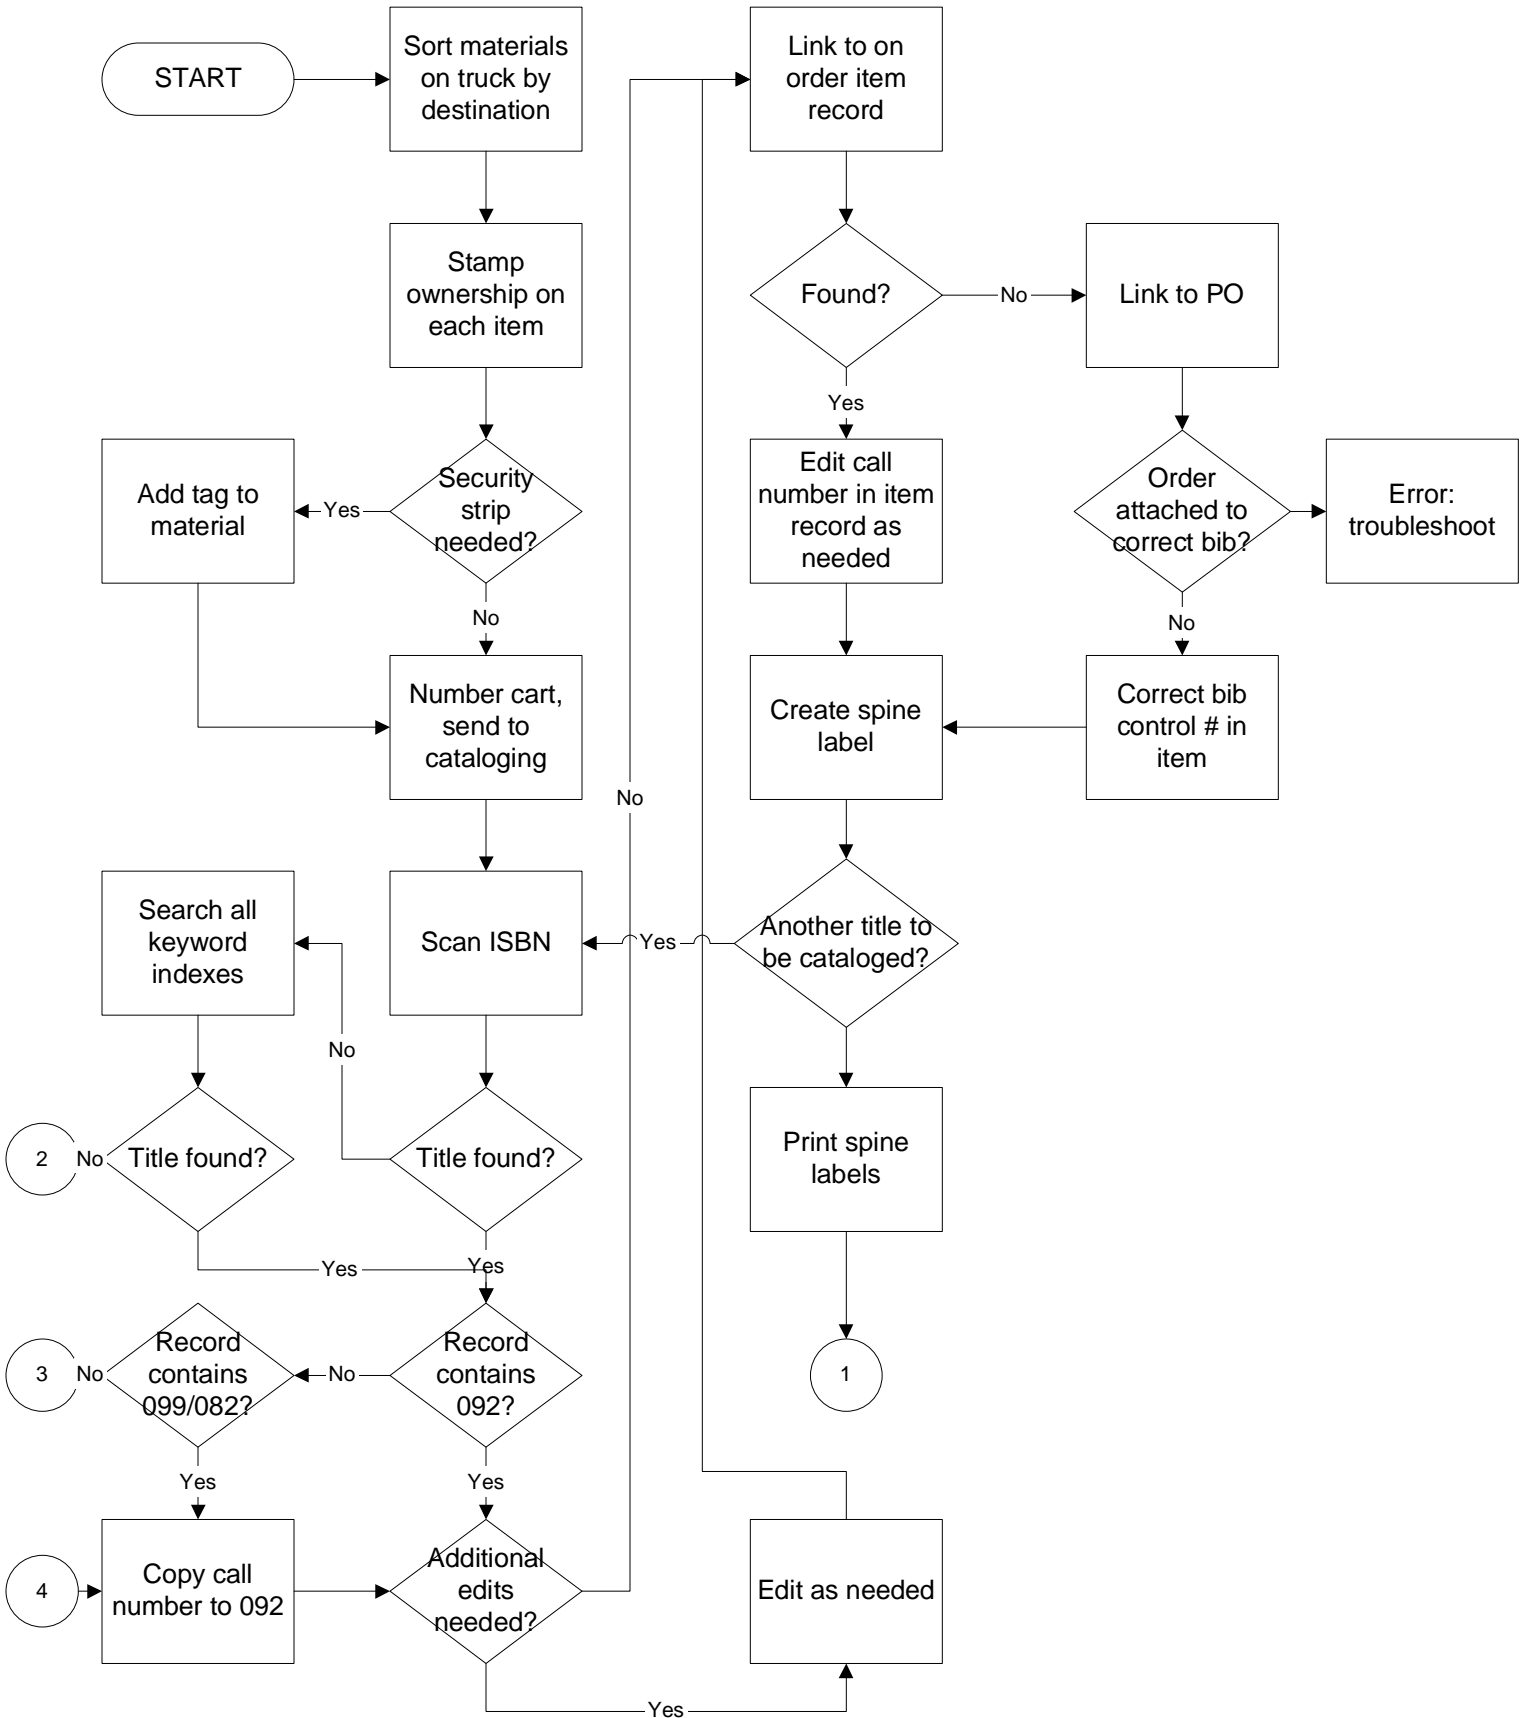 START
Sort materials
on truck by
destination
Stamp
ownership on
each item
Security
strip
needed?
Yes
Add tag to
material
No
Number cart,
send to
cataloging
Scan ISBN
Title found?
No
Search all
keyword
indexes
Title found?
No
2
Yes
Yes
Record
contains
092?
No
Record
contains
099/082?
No
3
Yes
Yes
4
Copy call
number to 092
Additional
edits
needed?
No
Yes
Edit as needed
Link to on
order item
record
Found?
No
Link to PO
Yes
Edit call
number in item
record as
needed
Order
attached to
correct bib?
Error:
troubleshoot
No
Correct bib
control # in
item
Create spine
label
Another title to
be cataloged?
Yes
Print spine
labels
1